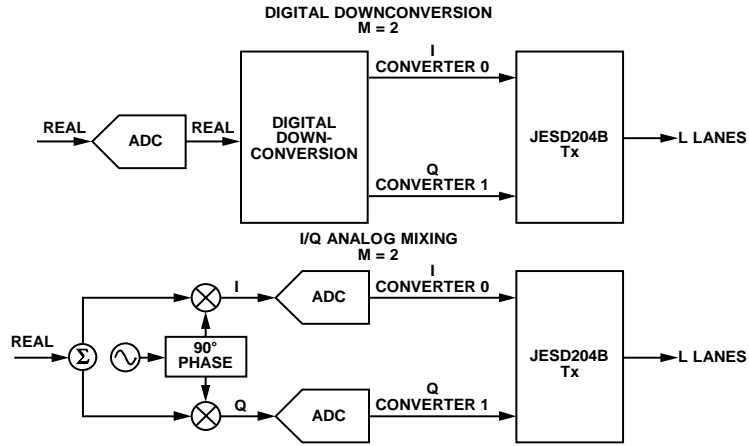 DIGITAL DOWNCONVERSION
M = 2
I
CONVERTER 0
REAL
ADC
REAL
DIGITAL
DOWN-
CONVERSION
JESD204B
Tx
L LANES
Q
CONVERTER 1
I/Q ANALOG MIXING
M = 2
I
ADC
I
CONVERTER 0
REAL
Σ
90°
PHASE
JESD204B
Tx
L LANES
Q
ADC
Q
CONVERTER 1